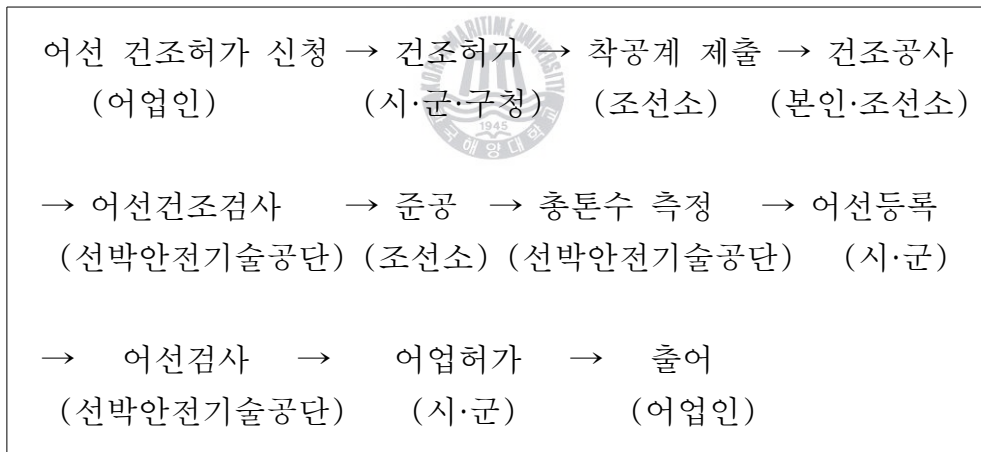 어선 건조허가 신청 → 건조허가 → 착공계 제출 → 건조공사
(어업인) (시·군·구청) (조선소) (본인·조선소)
→ 어선건조검사 → 준공 → 총톤수 측정 → 어선등록
(선박안전기술공단) (조선소) (선박안전기술공단) (시·군)
→ 어선검사 → 어업허가 → 출어
(선박안전기술공단) (시·군) (어업인)
1945